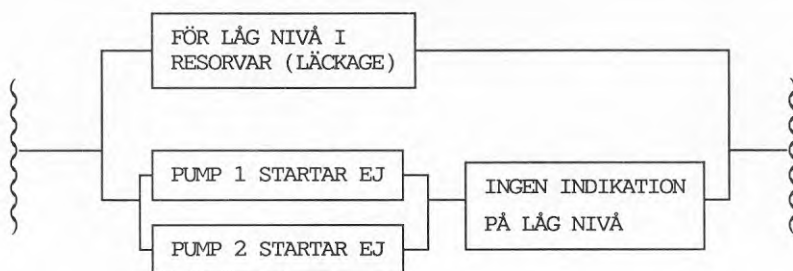 FÖR LÅG NIVÅ I
RESORVAR (LÄCKAGE)
PUMP 1 STARTAR EJ
INGEN INDIKATION
PÅ LÅG NIVÅ
PUMP 2 STARTAR EJ